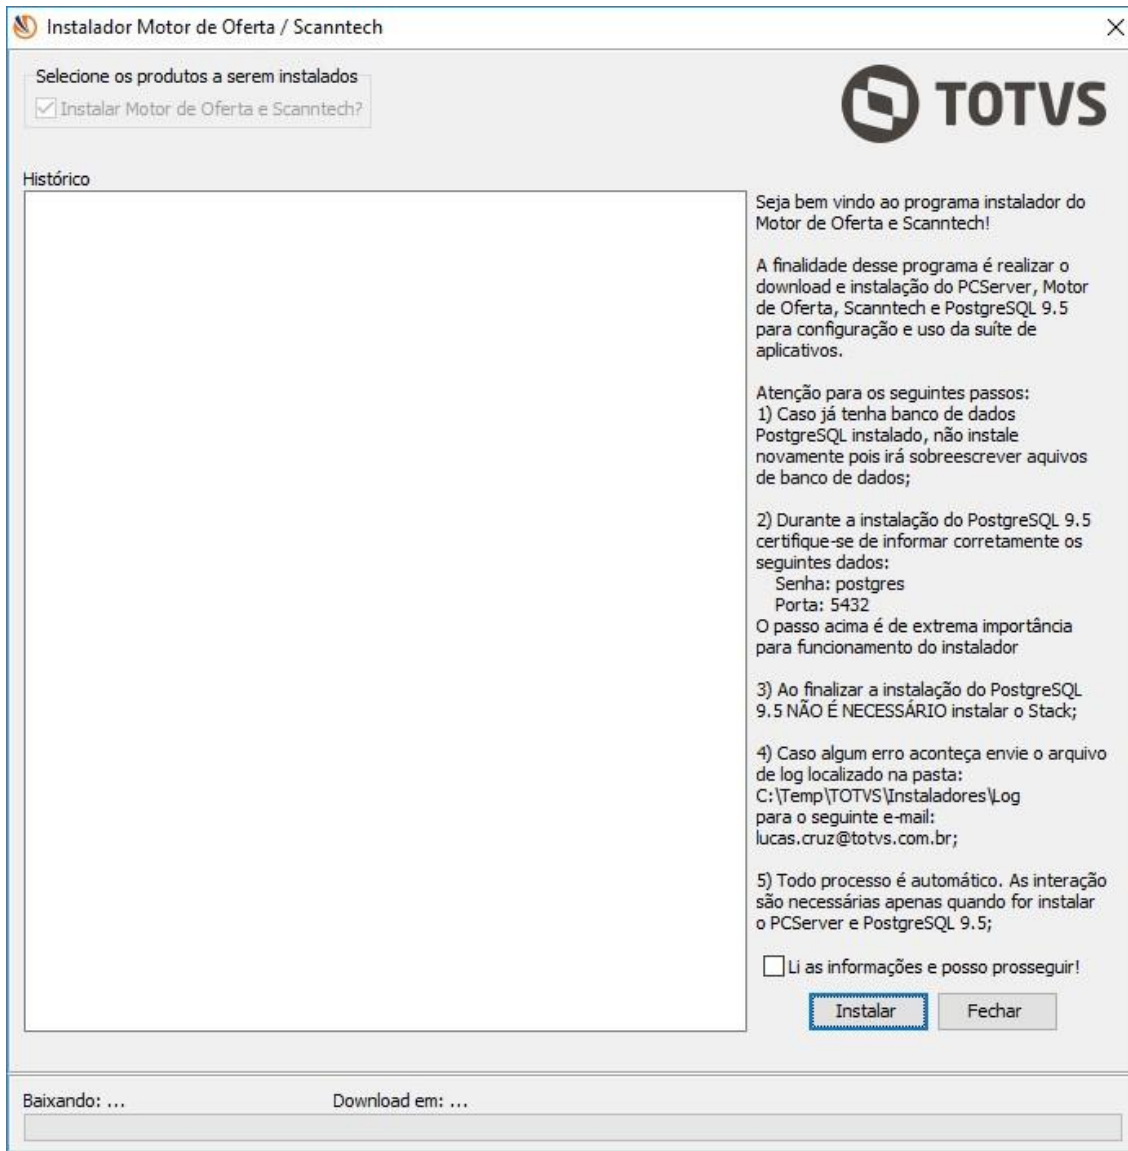 Instalador Motor de Oferta / Scanntech
Selecione os produtos a serem instalados
Instalar Motor de Oferta e Scanntech?
TOTVS
Histórico
Seja bem vindo ao programa instalador do
Motor de Oferta e Scanntech!
A finalidade desse programa é realizar o
download e instalação do PCServer, Motor
de Oferta, Scanntech e PostgreSQL 9.5
para configuração e uso da suíte de
aplicativos.
Atenção para os seguintes passos:
1) Caso já tenha banco de dados
PostgreSQL instalado, não instale
novamente pois irá sobreescrever aquivos
de banco de dados;
2) Durante a instalação do PostgreSQL 9.5
certifique-se de informar corretamente os
seguintes dados:
Senha: postgres
Porta: 5432
O passo acima é de extrema importância
para funcionamento do instalador
3) Ao finalizar a instalação do PostgreSQL
9.5 NÃO É NECESSÁRIO instalar o Stack;
4) Caso algum erro aconteça envie o arquivo
de log localizado na pasta:
C:\Temp\TOTVS\Instaladores\Log
para o seguinte e-mail:
lucas.cruz@totvs.com.br;
5) Todo processo é automático. As interação
são necessárias apenas quando for instalar
o PCServer e PostgreSQL 9.5;
Li as informações e posso prosseguir!
Instalar
Fechar
Baixando: ...
Download em: ...